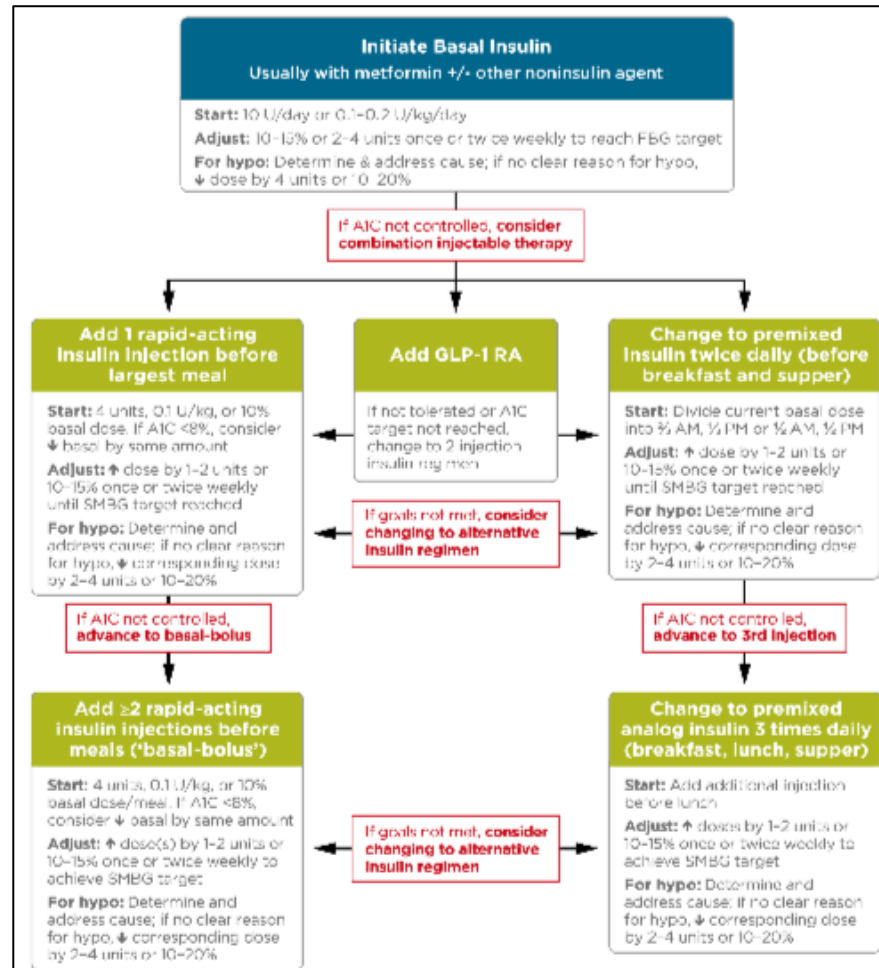 Initiate Basal Insulin
Usually with metformin +/- other noninsulin agent
Start: 10 U/day or 0.1–0.2 U/kg/day
Adjust: 10–15% or 2–4 units once or twice weekly to reach FBG target
For hypo: Determine & address cause; if no clear reason for hypo,
↓ dose by 4 units or 10–20%
If A1C not controlled, consider
combination injectable therapy
Add 1 rapid-acting
insulin injection before
largest meal
Start: 4 units, 0.1 U/kg, or 10%
basal dose. If A1C <8%, consider
↓ basal by same amount
Adjust: ↑ dose by 1–2 units or
10–15% once or twice weekly
until SMBG target reached
For hypo: Determine and
address cause; if no clear reason
for hypo, ↓ corresponding dose
by 2–4 units or 10–20%
Add GLP-1 RA
If not tolerated or A1C
target not reached,
change to 2 injection
insulin regimen
Change to premixed
insulin twice daily (before
breakfast and supper)
Start: Divide current basal dose
into ⅔ AM, ⅓ PM or ½ AM, ½ PM
Adjust: ↑ dose by 1–2 units or
10–15% once or twice weekly
until SMBG target reached
For hypo: Determine and
address cause; if no clear reason
for hypo, ↓ corresponding dose
by 2–4 units or 10–20%
If goals not met, consider
changing to alternative
insulin regimen
If A1C not controlled,
advance to basal-bolus
If A1C not controlled,
advance to 3rd injection
Add ≥2 rapid-acting
insulin injections before
meals ('basal-bolus')
Start: 4 units, 0.1 U/kg, or 10%
basal dose/meal. If A1C <8%,
consider ↓ basal by same amount
Adjust: ↑ dose(s) by 1–2 units or
10–15% once or twice weekly to
achieve SMBG target
For hypo: Determine and
address cause; if no clear reason
for hypo, ↓ corresponding dose
by 2–4 units or 10–20%
If goals not met, consider
changing to alternative
insulin regimen
Change to premixed
analog insulin 3 times daily
(breakfast, lunch, supper)
Start: Add additional injection
before lunch
Adjust: ↑ doses by 1–2 units or
10–15% once or twice weekly to
achieve SMBG target
For hypo: Determine and
address cause; if no clear reason
for hypo, ↓ corresponding dose
by 2–4 units or 10–20%